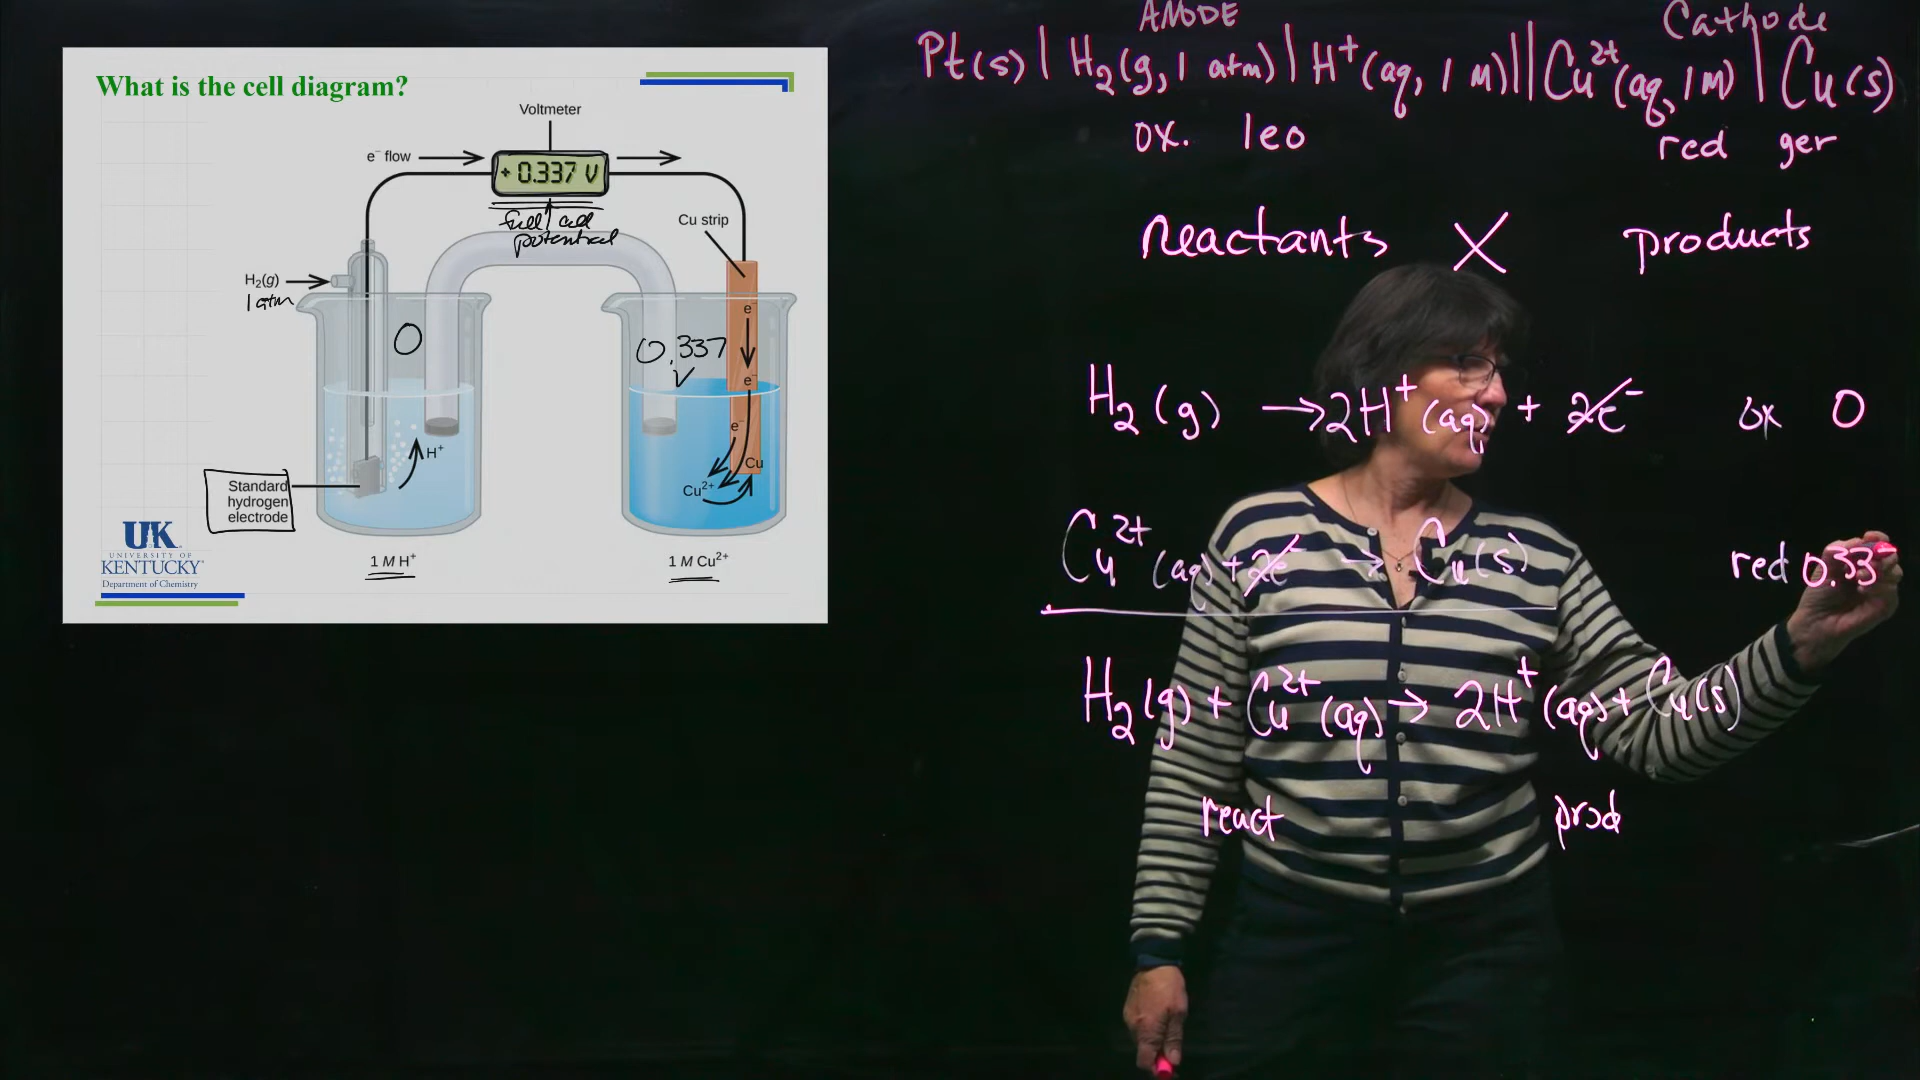 What is the cell diagram?
Voltmeter
e⁻ flow
+ 0.337 V
full cell
potential
Cu strip
H₂(g)
1 atm
0
0.337
V
e⁻
e⁻
e⁻
H⁺
Cu
Cu²⁺
Standard
hydrogen
electrode
1 M H⁺
1 M Cu²⁺
UK
UNIVERSITY OF
KENTUCKY
Department of Chemistry
ANODE Cathode
Pt(s) | H₂(g, 1 atm) | H⁺(aq, 1 M) || Cu²⁺(aq, 1 M) | Cu(s)
ox. leo red ger
reactants X products
H₂(g) → 2H⁺(aq) + 2e⁻ ox 0
Cu²⁺(aq) + 2e⁻ → Cu(s) red 0.33
H₂(g) + Cu²⁺(aq) → 2H⁺(aq) + Cu(s)
react prod